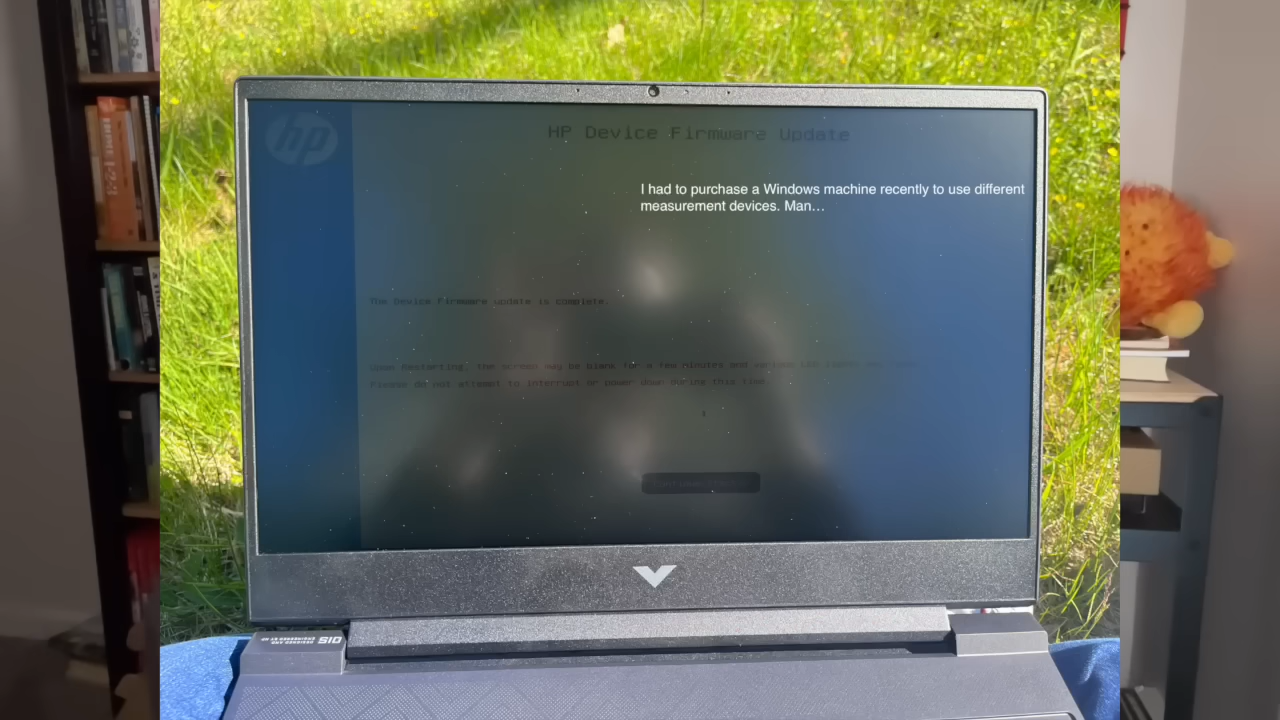 hp
HP Device Firmware Update
I had to purchase a Windows machine recently to use different
measurement devices. Man…
The Device Firmware update is complete.
Upon Restarting: the screen may be blank for a few minutes and
Please do not attempt to interrupt or power down during this time.